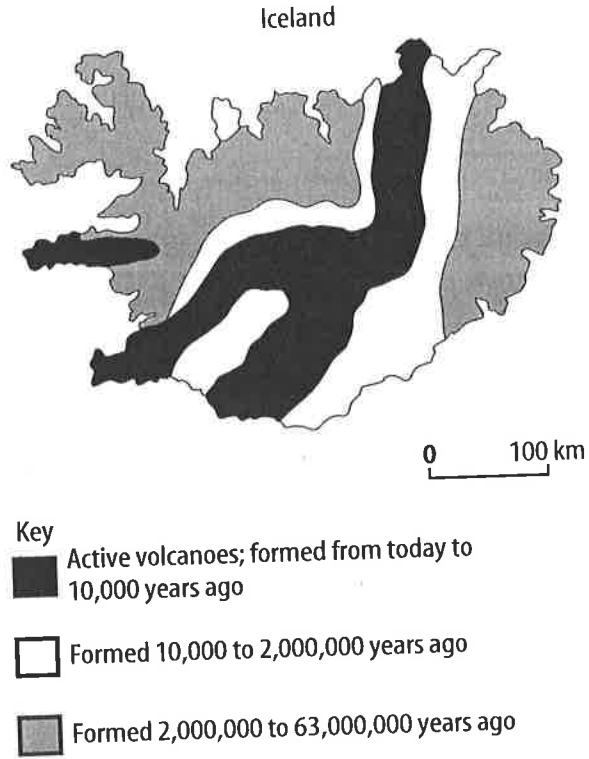 Iceland
0 100 km
Key
Active volcanoes; formed from today to
10,000 years ago
Formed 10,000 to 2,000,000 years ago
Formed 2,000,000 to 63,000,000 years ago